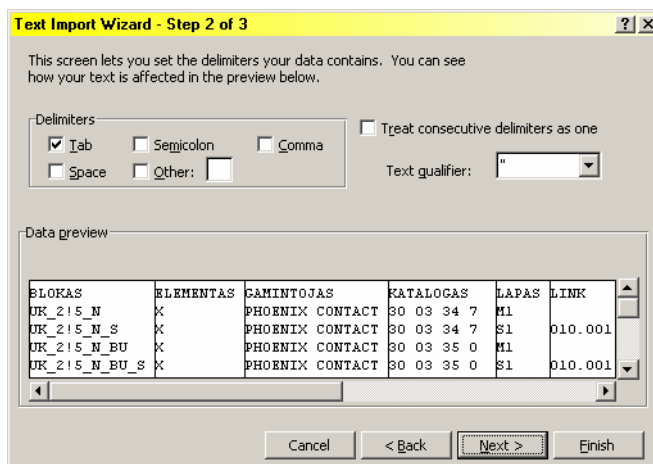 Text Import Wizard - Step 2 of 3
This screen lets you set the delimiters your data contains. You can see
how your text is affected in the preview below.
Delimiters
Tab Semicolon Comma
Space Other:
Treat consecutive delimiters as one
Text qualifier: "
Data preview
BLOKAS ELEMENTAS GAMINTOJAS KATALOGAS LAPAS LINK
UK_2!5_N X PHOENIX CONTACT 30 03 34 7 M1
UK_2!5_N_S X PHOENIX CONTACT 30 03 34 7 S1 010.001
UK_2!5_N_BU X PHOENIX CONTACT 30 03 35 0 M1
UK_2!5_N_BU_S X PHOENIX CONTACT 30 03 35 0 S1 010.001
Cancel < Back Next > Finish